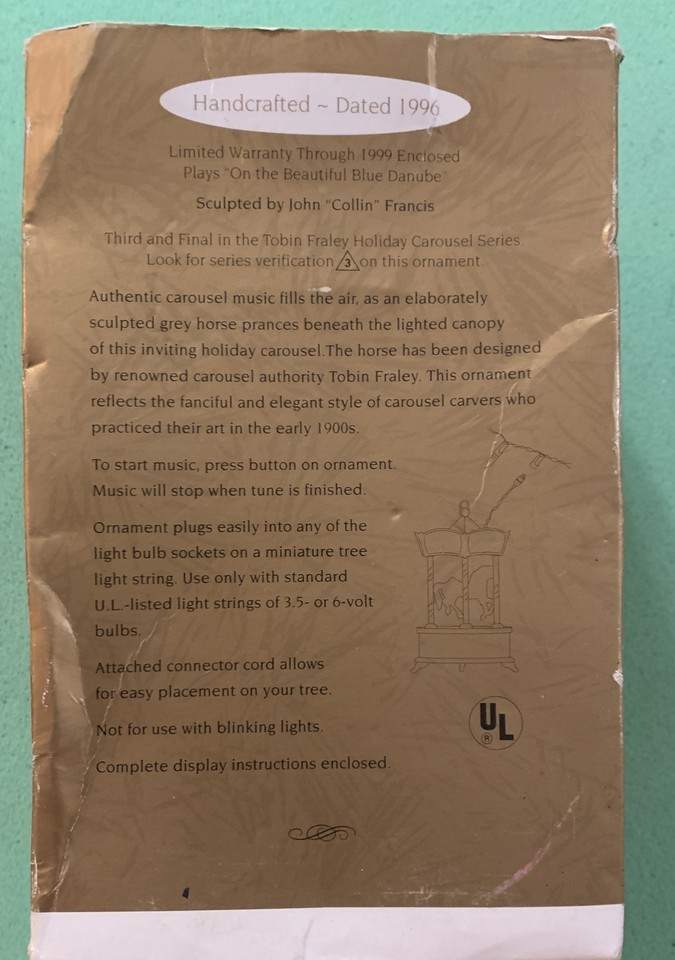 Handcrafted ~ Dated 1996
Limited Warranty Through 1999 Enclosed
Plays "On the Beautiful Blue Danube"
Sculpted by John "Collin" Francis
Third and Final in the Tobin Fraley Holiday Carousel Series.
Look for series verification 3 on this ornament.
Authentic carousel music fills the air, as an elaborately
sculpted grey horse prances beneath the lighted canopy
of this inviting holiday carousel.The horse has been designed
by renowned carousel authority Tobin Fraley. This ornament
reflects the fanciful and elegant style of carousel carvers who
practiced their art in the early 1900s.
To start music, press button on ornament.
Music will stop when tune is finished.
Ornament plugs easily into any of the
light bulb sockets on a miniature tree
light string. Use only with standard
U.L.-listed light strings of 3.5- or 6-volt
bulbs.
Attached connector cord allows
for easy placement on your tree.
UL
®
Not for use with blinking lights.
Complete display instructions enclosed.